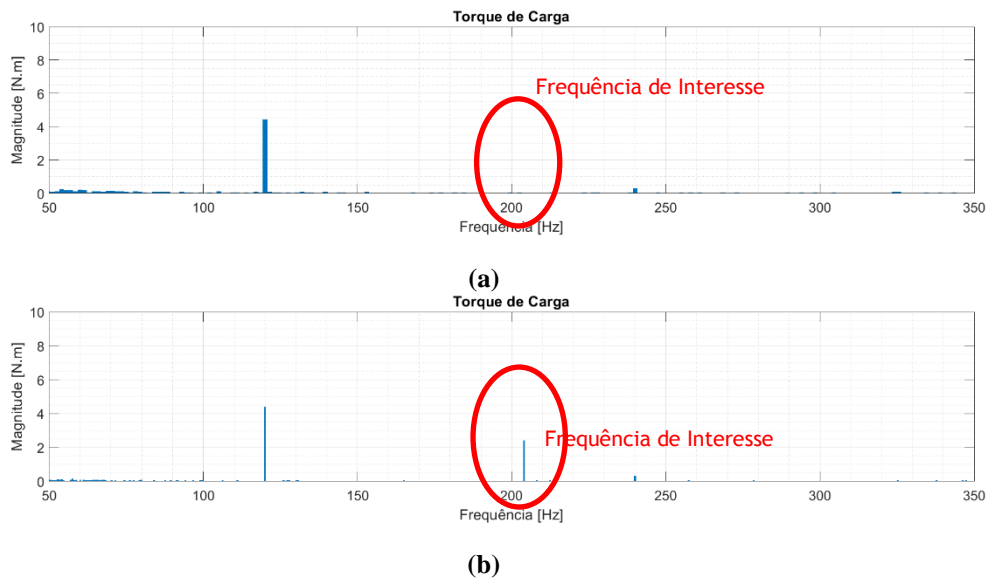 Torque de Carga
10
8
6
4
2
0
Magnitude [N.m]
Frequência de Interesse
50 100 150 200 250 300 350
Frequência [Hz]
(a)
Torque de Carga
10
8
6
4
2
0
Magnitude [N.m]
Frequência de Interesse
50 100 150 200 250 300 350
Frequência [Hz]
(b)